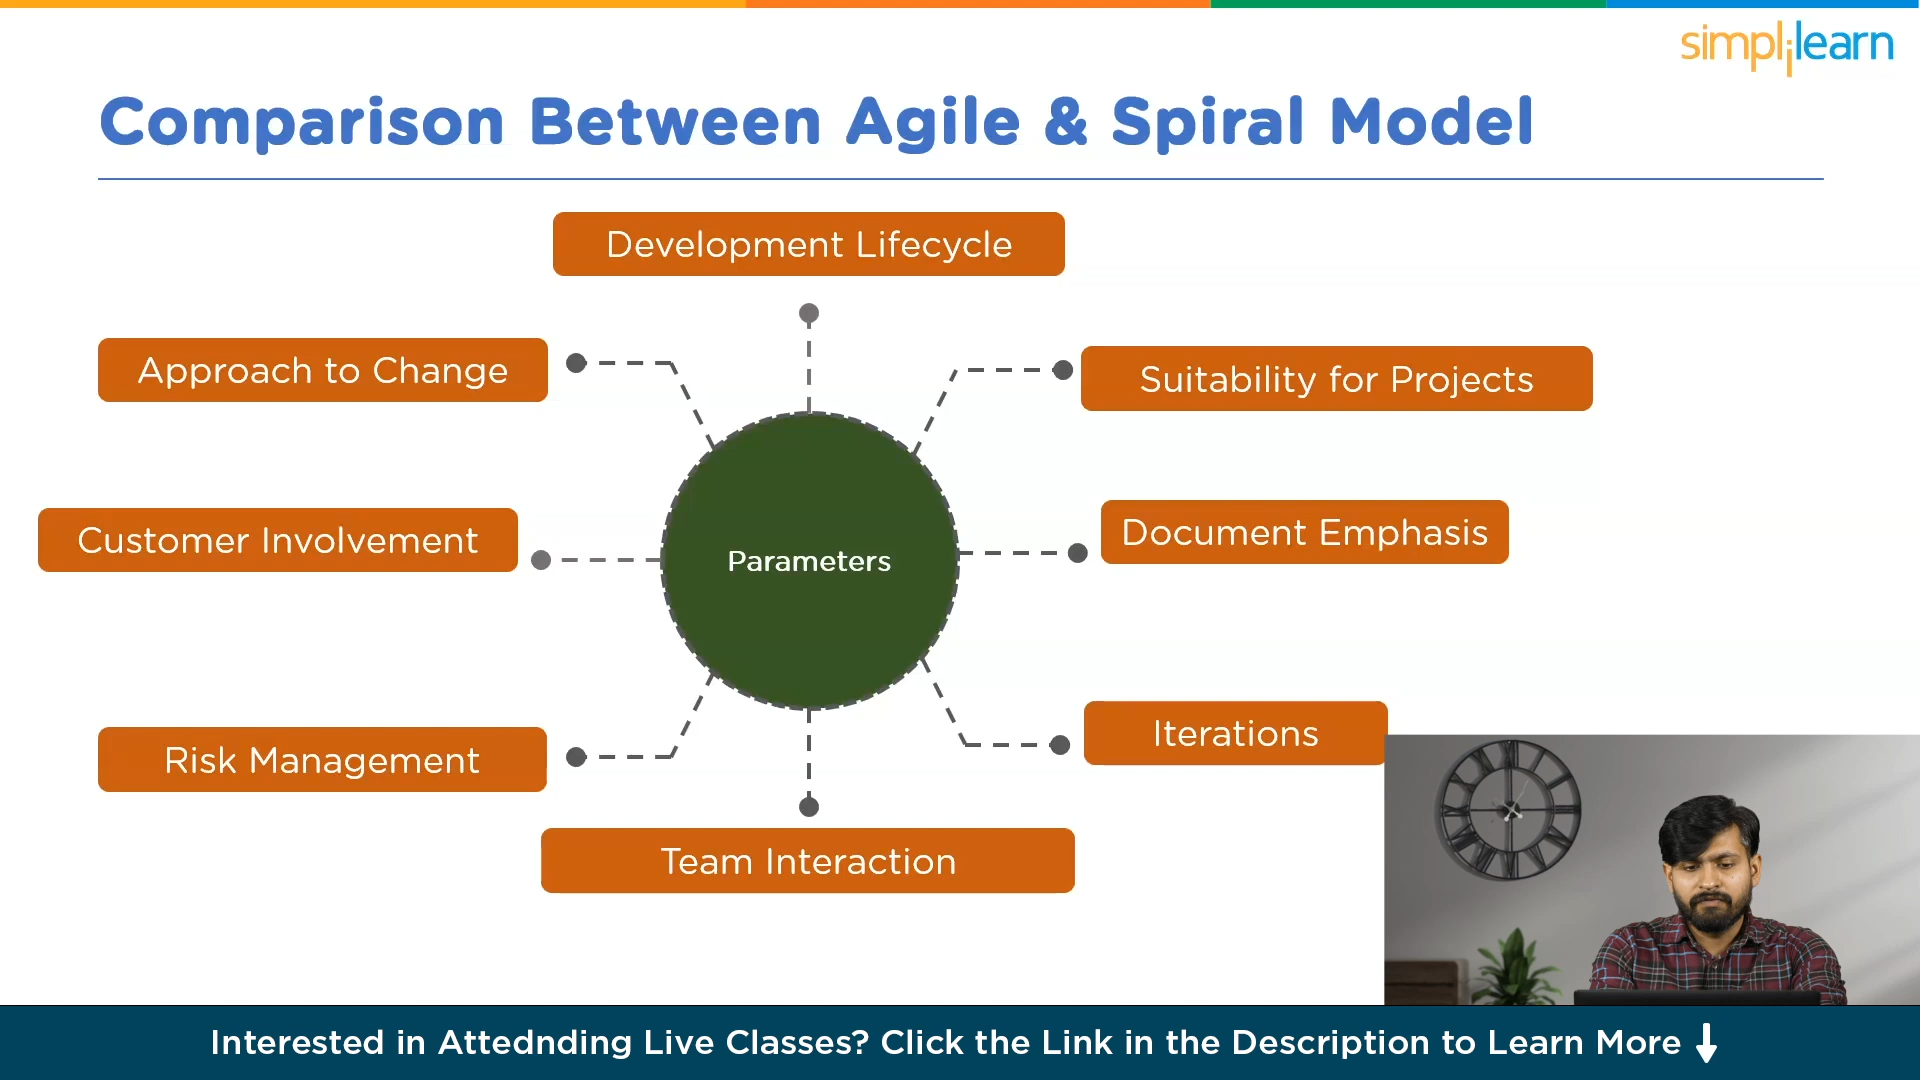 simplilearn
Comparison Between Agile & Spiral Model
Development Lifecycle
Approach to Change
Suitability for Projects
Customer Involvement
Parameters
Document Emphasis
Risk Management
Iterations
Team Interaction
Interested in Attednding Live Classes? Click the Link in the Description to Learn More